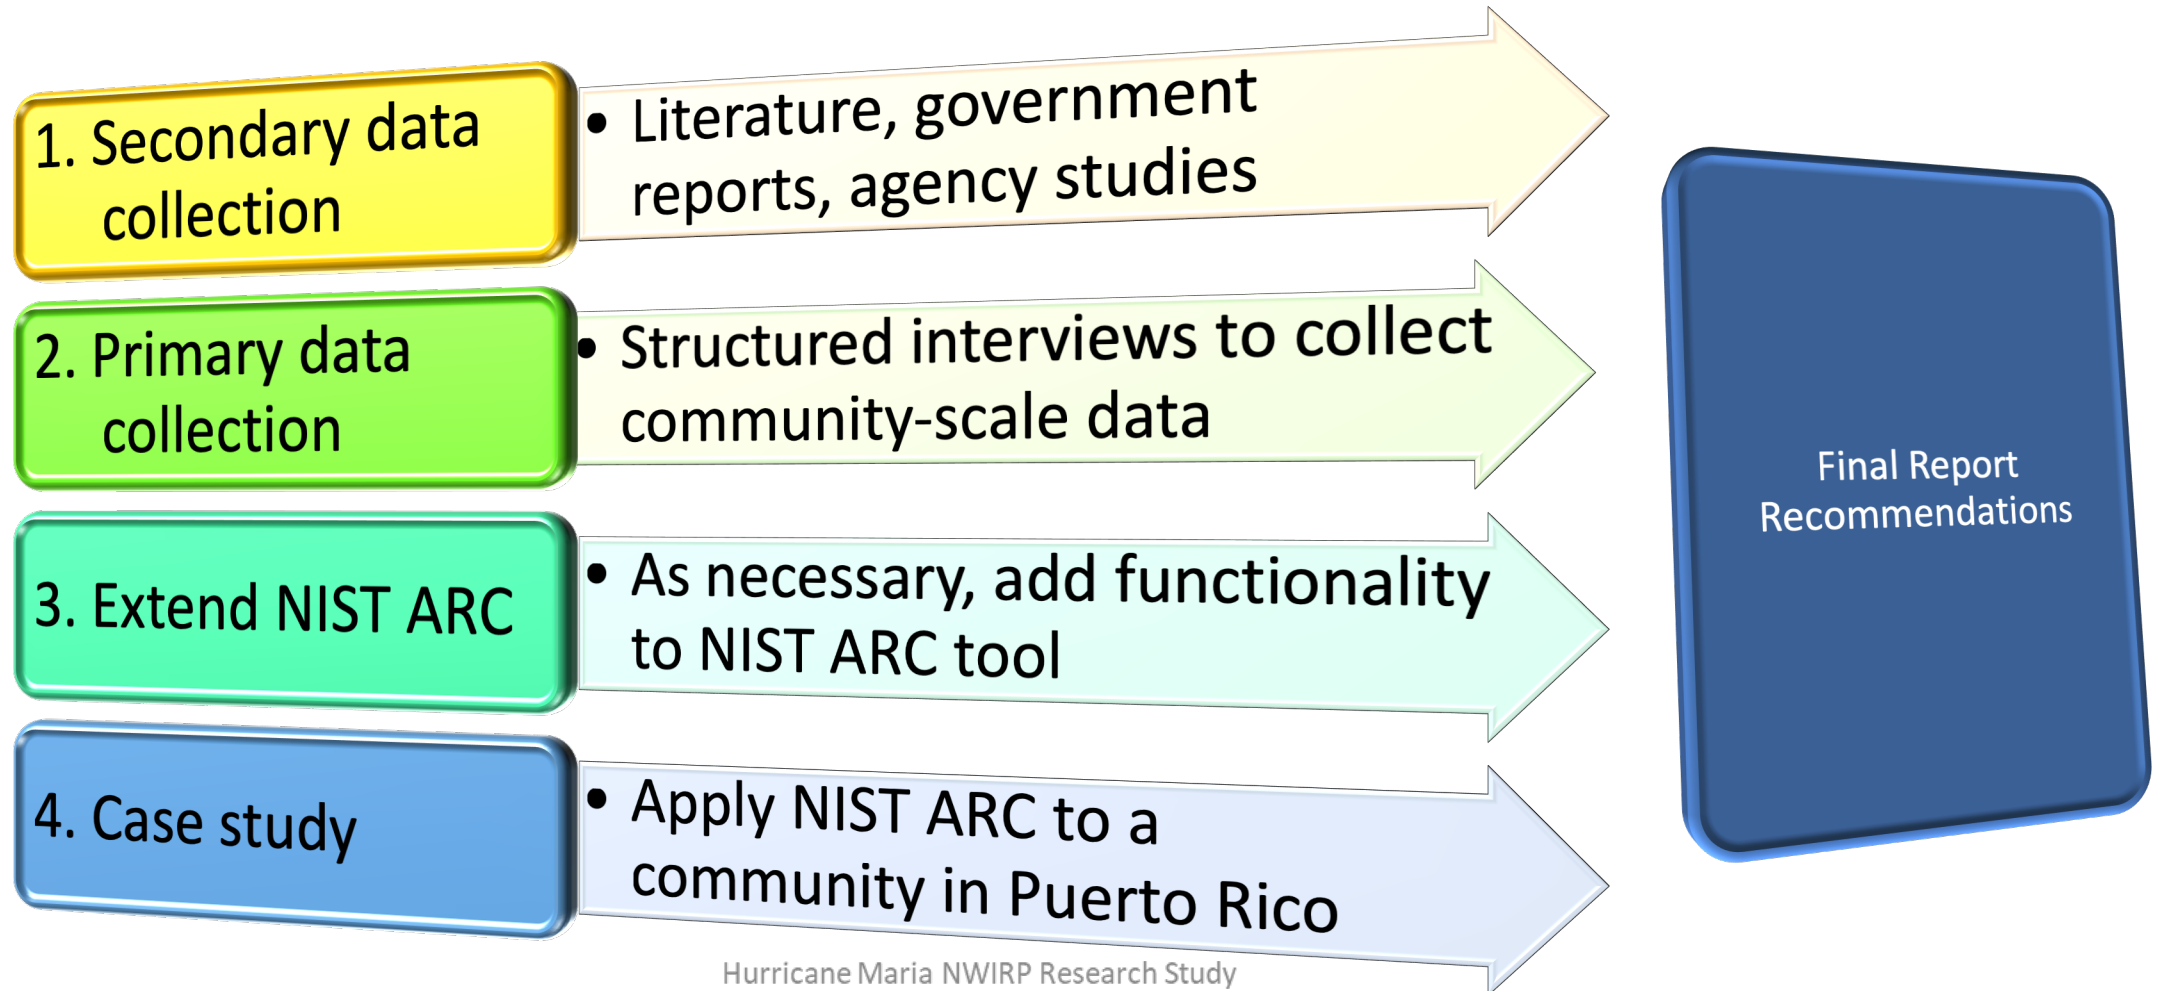 1. Secondary data
collection
• Literature, government
reports, agency studies
2. Primary data
collection
• Structured interviews to collect
community-scale data
3. Extend NIST ARC
• As necessary, add functionality
to NIST ARC tool
4. Case study
• Apply NIST ARC to a
community in Puerto Rico
Final Report
Recommendations
Hurricane Maria NWIRP Research Study